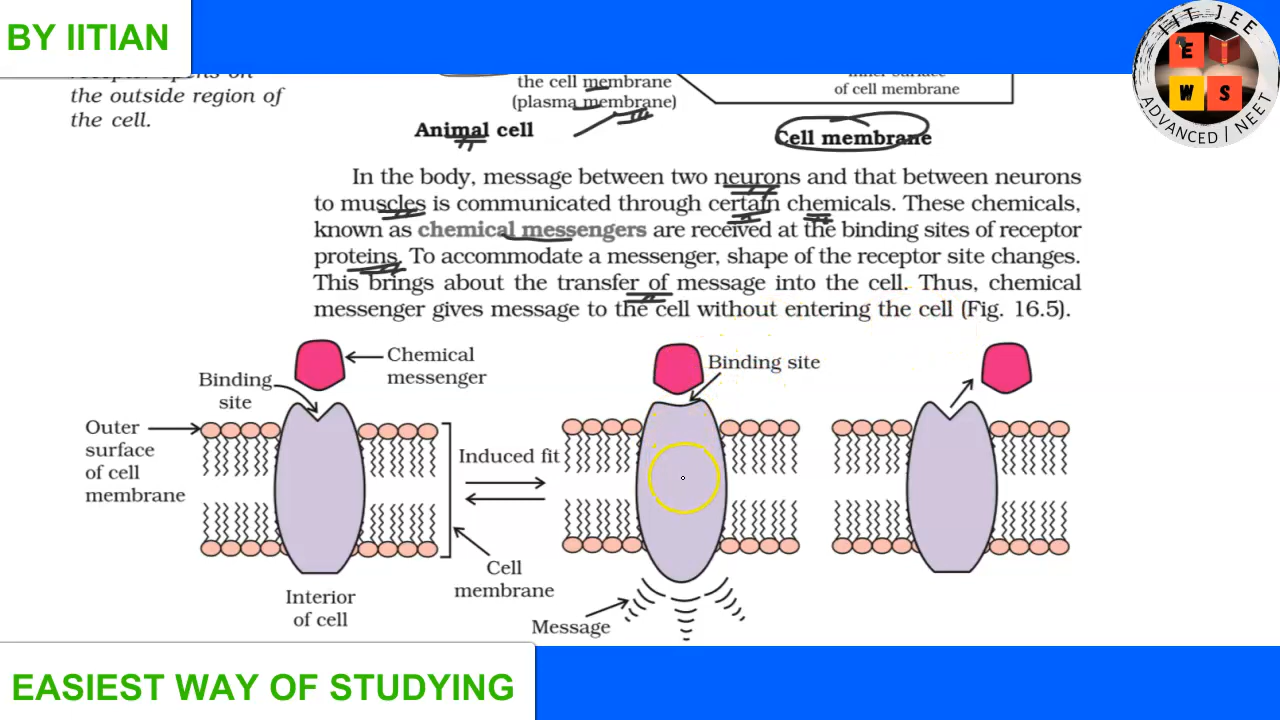 BY IITIAN
IIT JEE
E
W S
ADVANCED / NEET
receptor opens on
the outside region of
the cell.
the cell membrane
(plasma membrane)
inner surface
of cell membrane
Animal cell
Cell membrane
In the body, message between two neurons and that between neurons
to muscles is communicated through certain chemicals. These chemicals,
known as chemical messengers are received at the binding sites of receptor
proteins. To accommodate a messenger, shape of the receptor site changes.
This brings about the transfer of message into the cell. Thus, chemical
messenger gives message to the cell without entering the cell (Fig. 16.5).
Chemical
messenger
Binding
site
Outer
surface
of cell
membrane
Induced fit
Cell
membrane
Interior
of cell
Binding site
Message
EASIEST WAY OF STUDYING